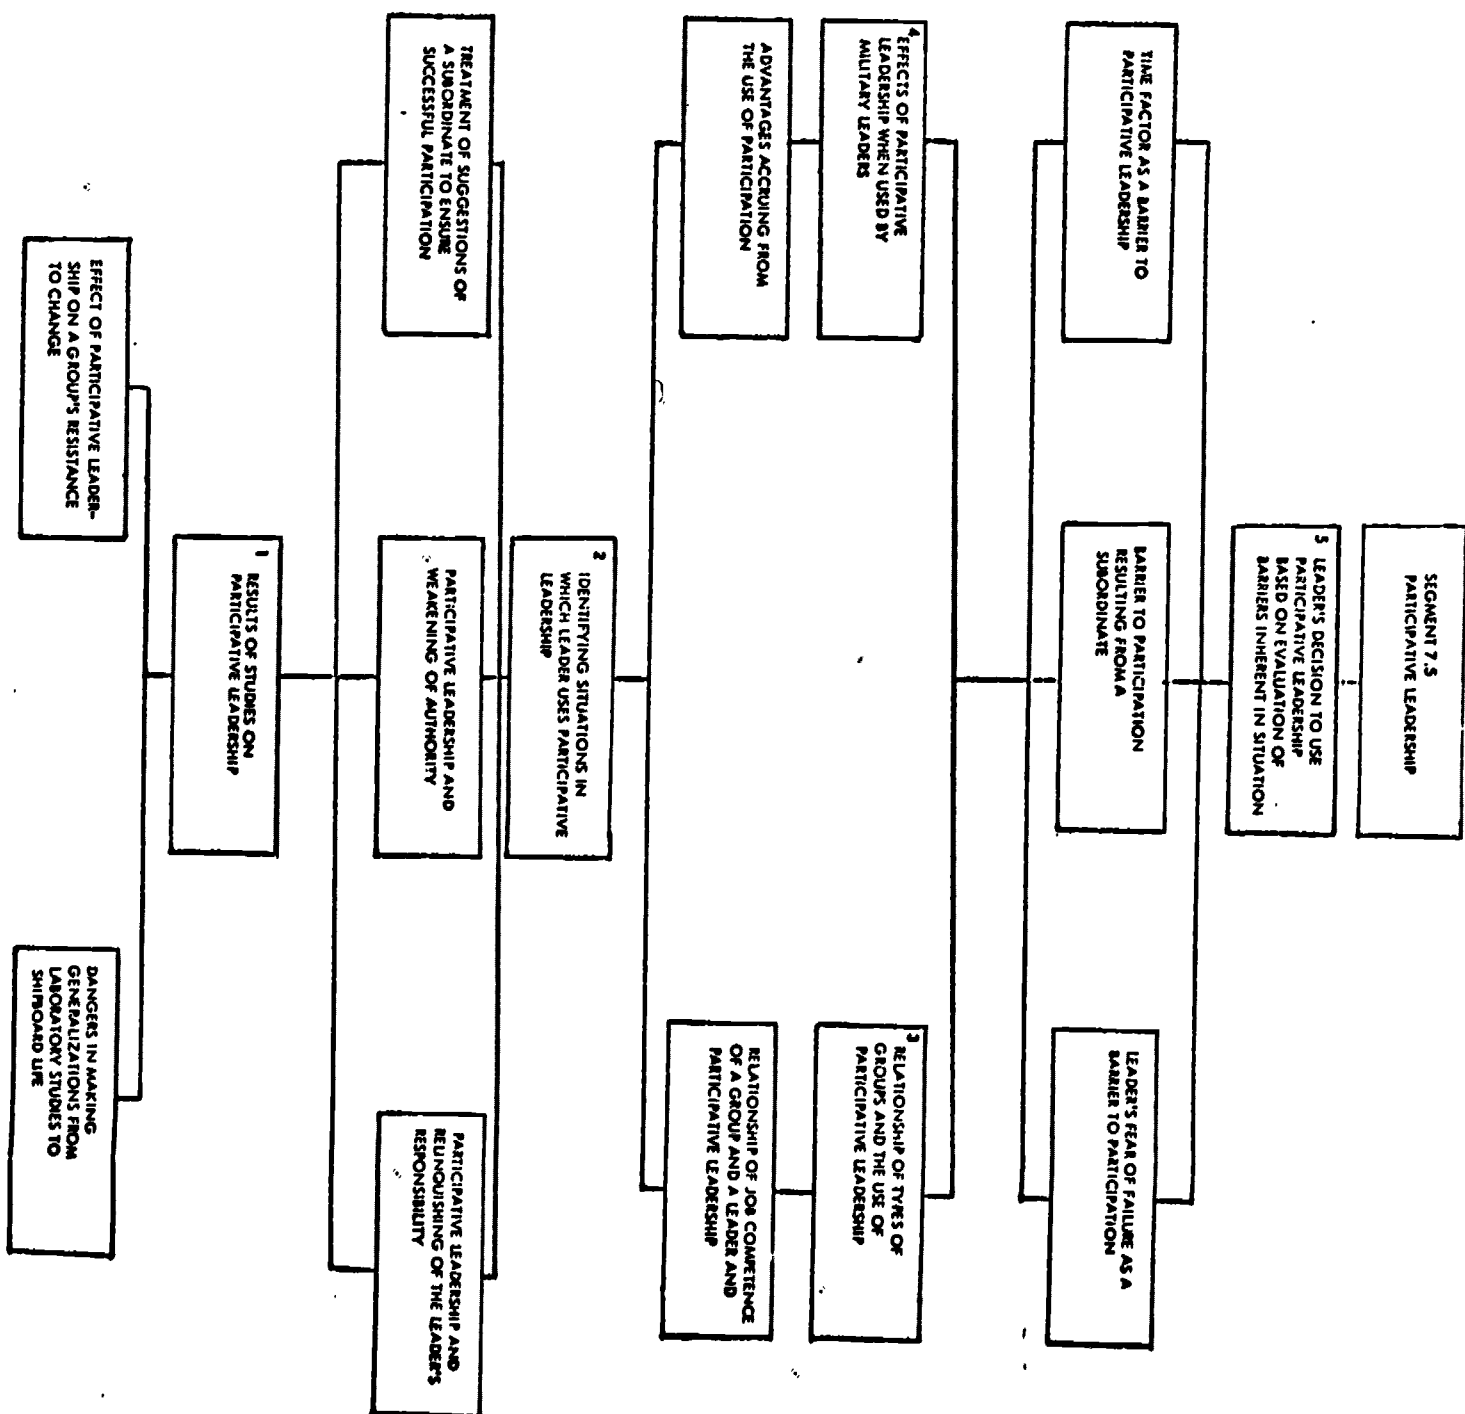 SEGMENT 7.5
PARTICIPATIVE LEADERSHIP
5 LEADER'S DECISION TO USE
PARTICIPATIVE LEADERSHIP
BASED ON EVALUATION OF
BARRIERS INHERENT IN SITUATION
TIME FACTOR AS A BARRIER TO
PARTICIPATIVE LEADERSHIP
BARRIER TO PARTICIPATION
RESULTING FROM A
SUBORDINATE
LEADER'S FEAR OF FAILURE AS A
BARRIER TO PARTICIPATION
4 EFFECTS OF PARTICIPATIVE
LEADERSHIP WHEN USED BY
MILITARY LEADERS
3 RELATIONSHIP OF TYPES OF
GROUPS AND THE USE OF
PARTICIPATIVE LEADERSHIP
ADVANTAGES ACCRUING FROM
THE USE OF PARTICIPATION
RELATIONSHIP OF JOB COMPETENCE
OF A GROUP AND A LEADER AND
PARTICIPATIVE LEADERSHIP
2 IDENTIFYING SITUATIONS IN
WHICH LEADER USES PARTICIPATIVE
LEADERSHIP
TREATMENT OF SUGGESTIONS OF
A SUBORDINATE TO ENSURE
SUCCESSFUL PARTICIPATION
PARTICIPATIVE LEADERSHIP AND
WEAKENING OF AUTHORITY
PARTICIPATIVE LEADERSHIP AND
RELINQUISHING OF THE LEADER'S
RESPONSIBILITY
1 RESULTS OF STUDIES ON
PARTICIPATIVE LEADERSHIP
EFFECT OF PARTICIPATIVE LEADER-
SHIP ON A GROUP'S RESISTANCE
TO CHANGE
DANGERS IN MAKING
GENERALIZATIONS FROM
LABORATORY STUDIES TO
SHIPBOARD LIFE